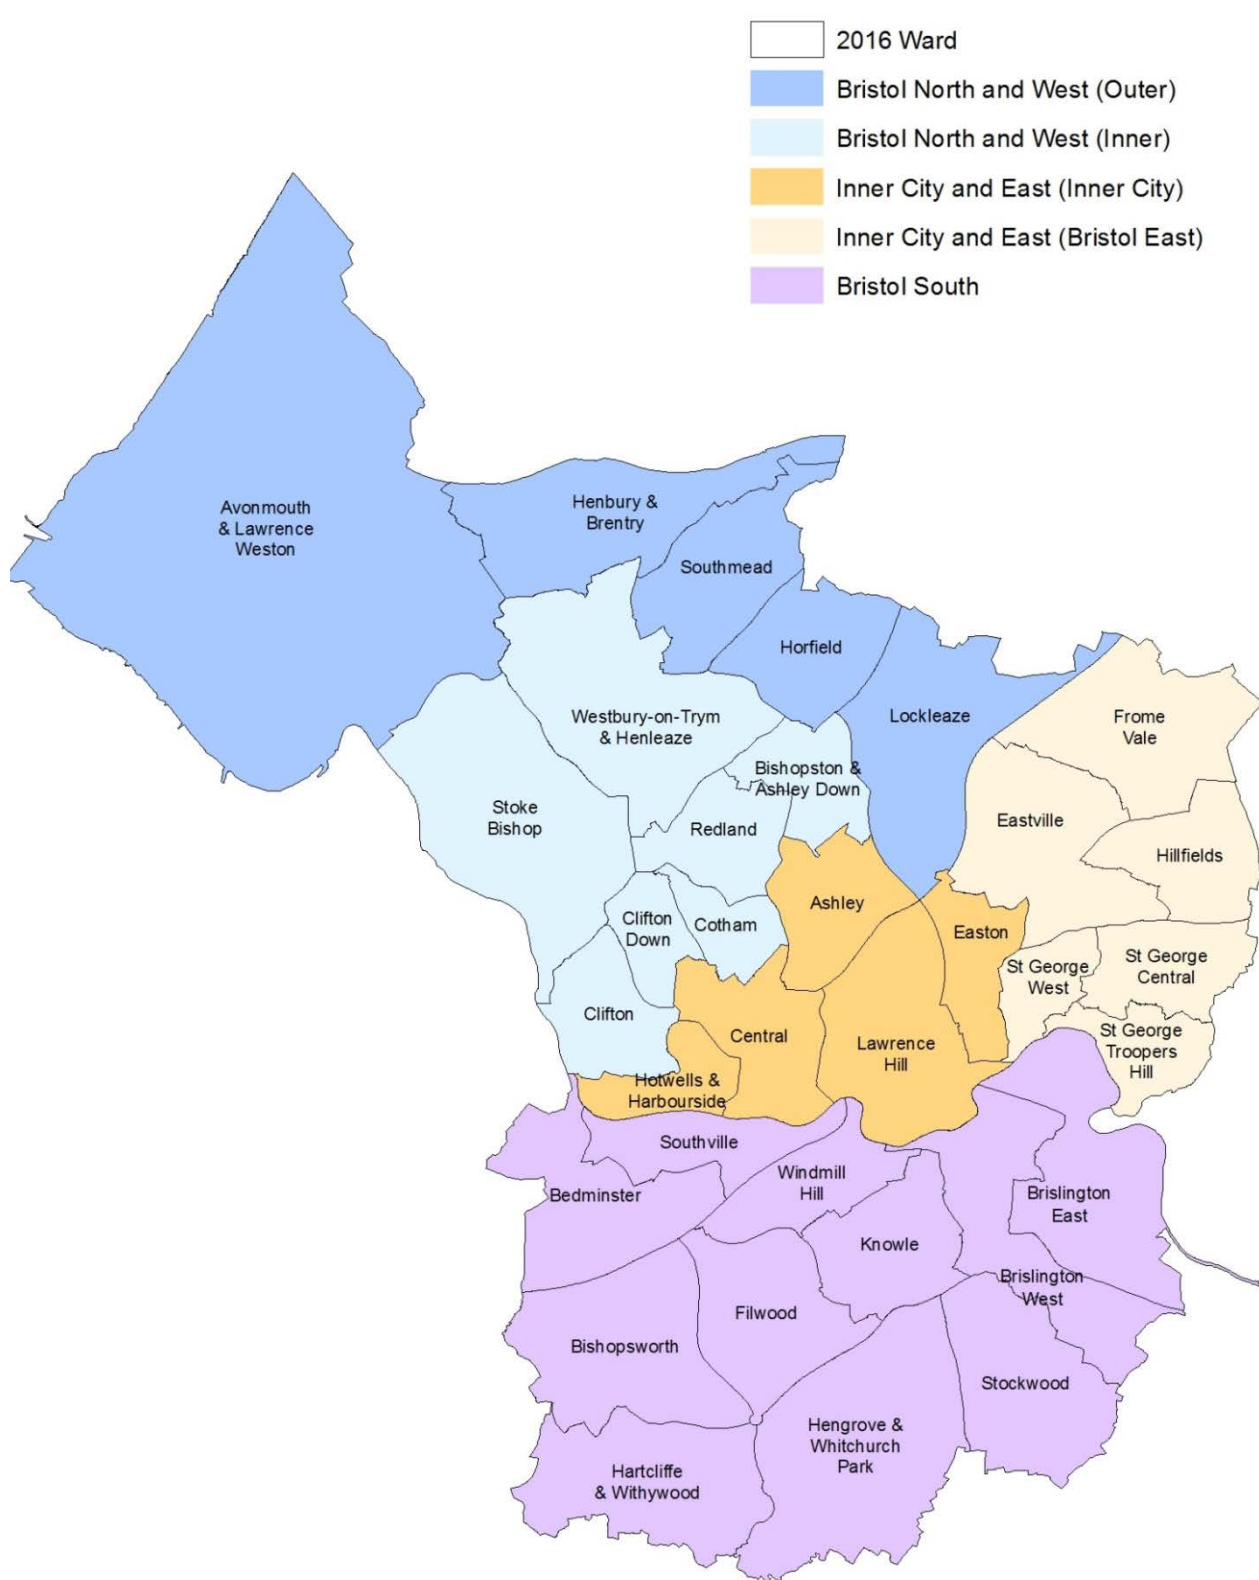 2016 Ward
Bristol North and West (Outer)
Bristol North and West (Inner)
Inner City and East (Inner City)
Inner City and East (Bristol East)
Bristol South
Avonmouth
& Lawrence
Weston
Henbury &
Brentry
Southmead
Horfield
Lockleaze
Westbury-on-Trym
& Henleaze
Frome
Vale
Bishopston &
Ashley Down
Stoke
Bishop
Redland
Eastville
Hillfields
Ashley
Clifton
Down
Cotham
Easton
St George
West
St George
Central
Clifton
Central
Lawrence
Hill
St George
Troopers
Hill
Hotwells &
Harbourside
Southville
Windmill
Hill
Bedminster
Brislington
East
Knowle
Brislington
West
Filwood
Bishopsworth
Stockwood
Hengrove &
Whitchurch
Park
Hartcliffe
& Withywood